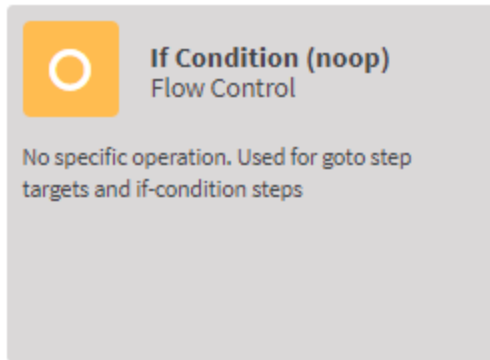 If Condition (noop)
Flow Control
No specific operation. Used for goto step
targets and if-condition steps